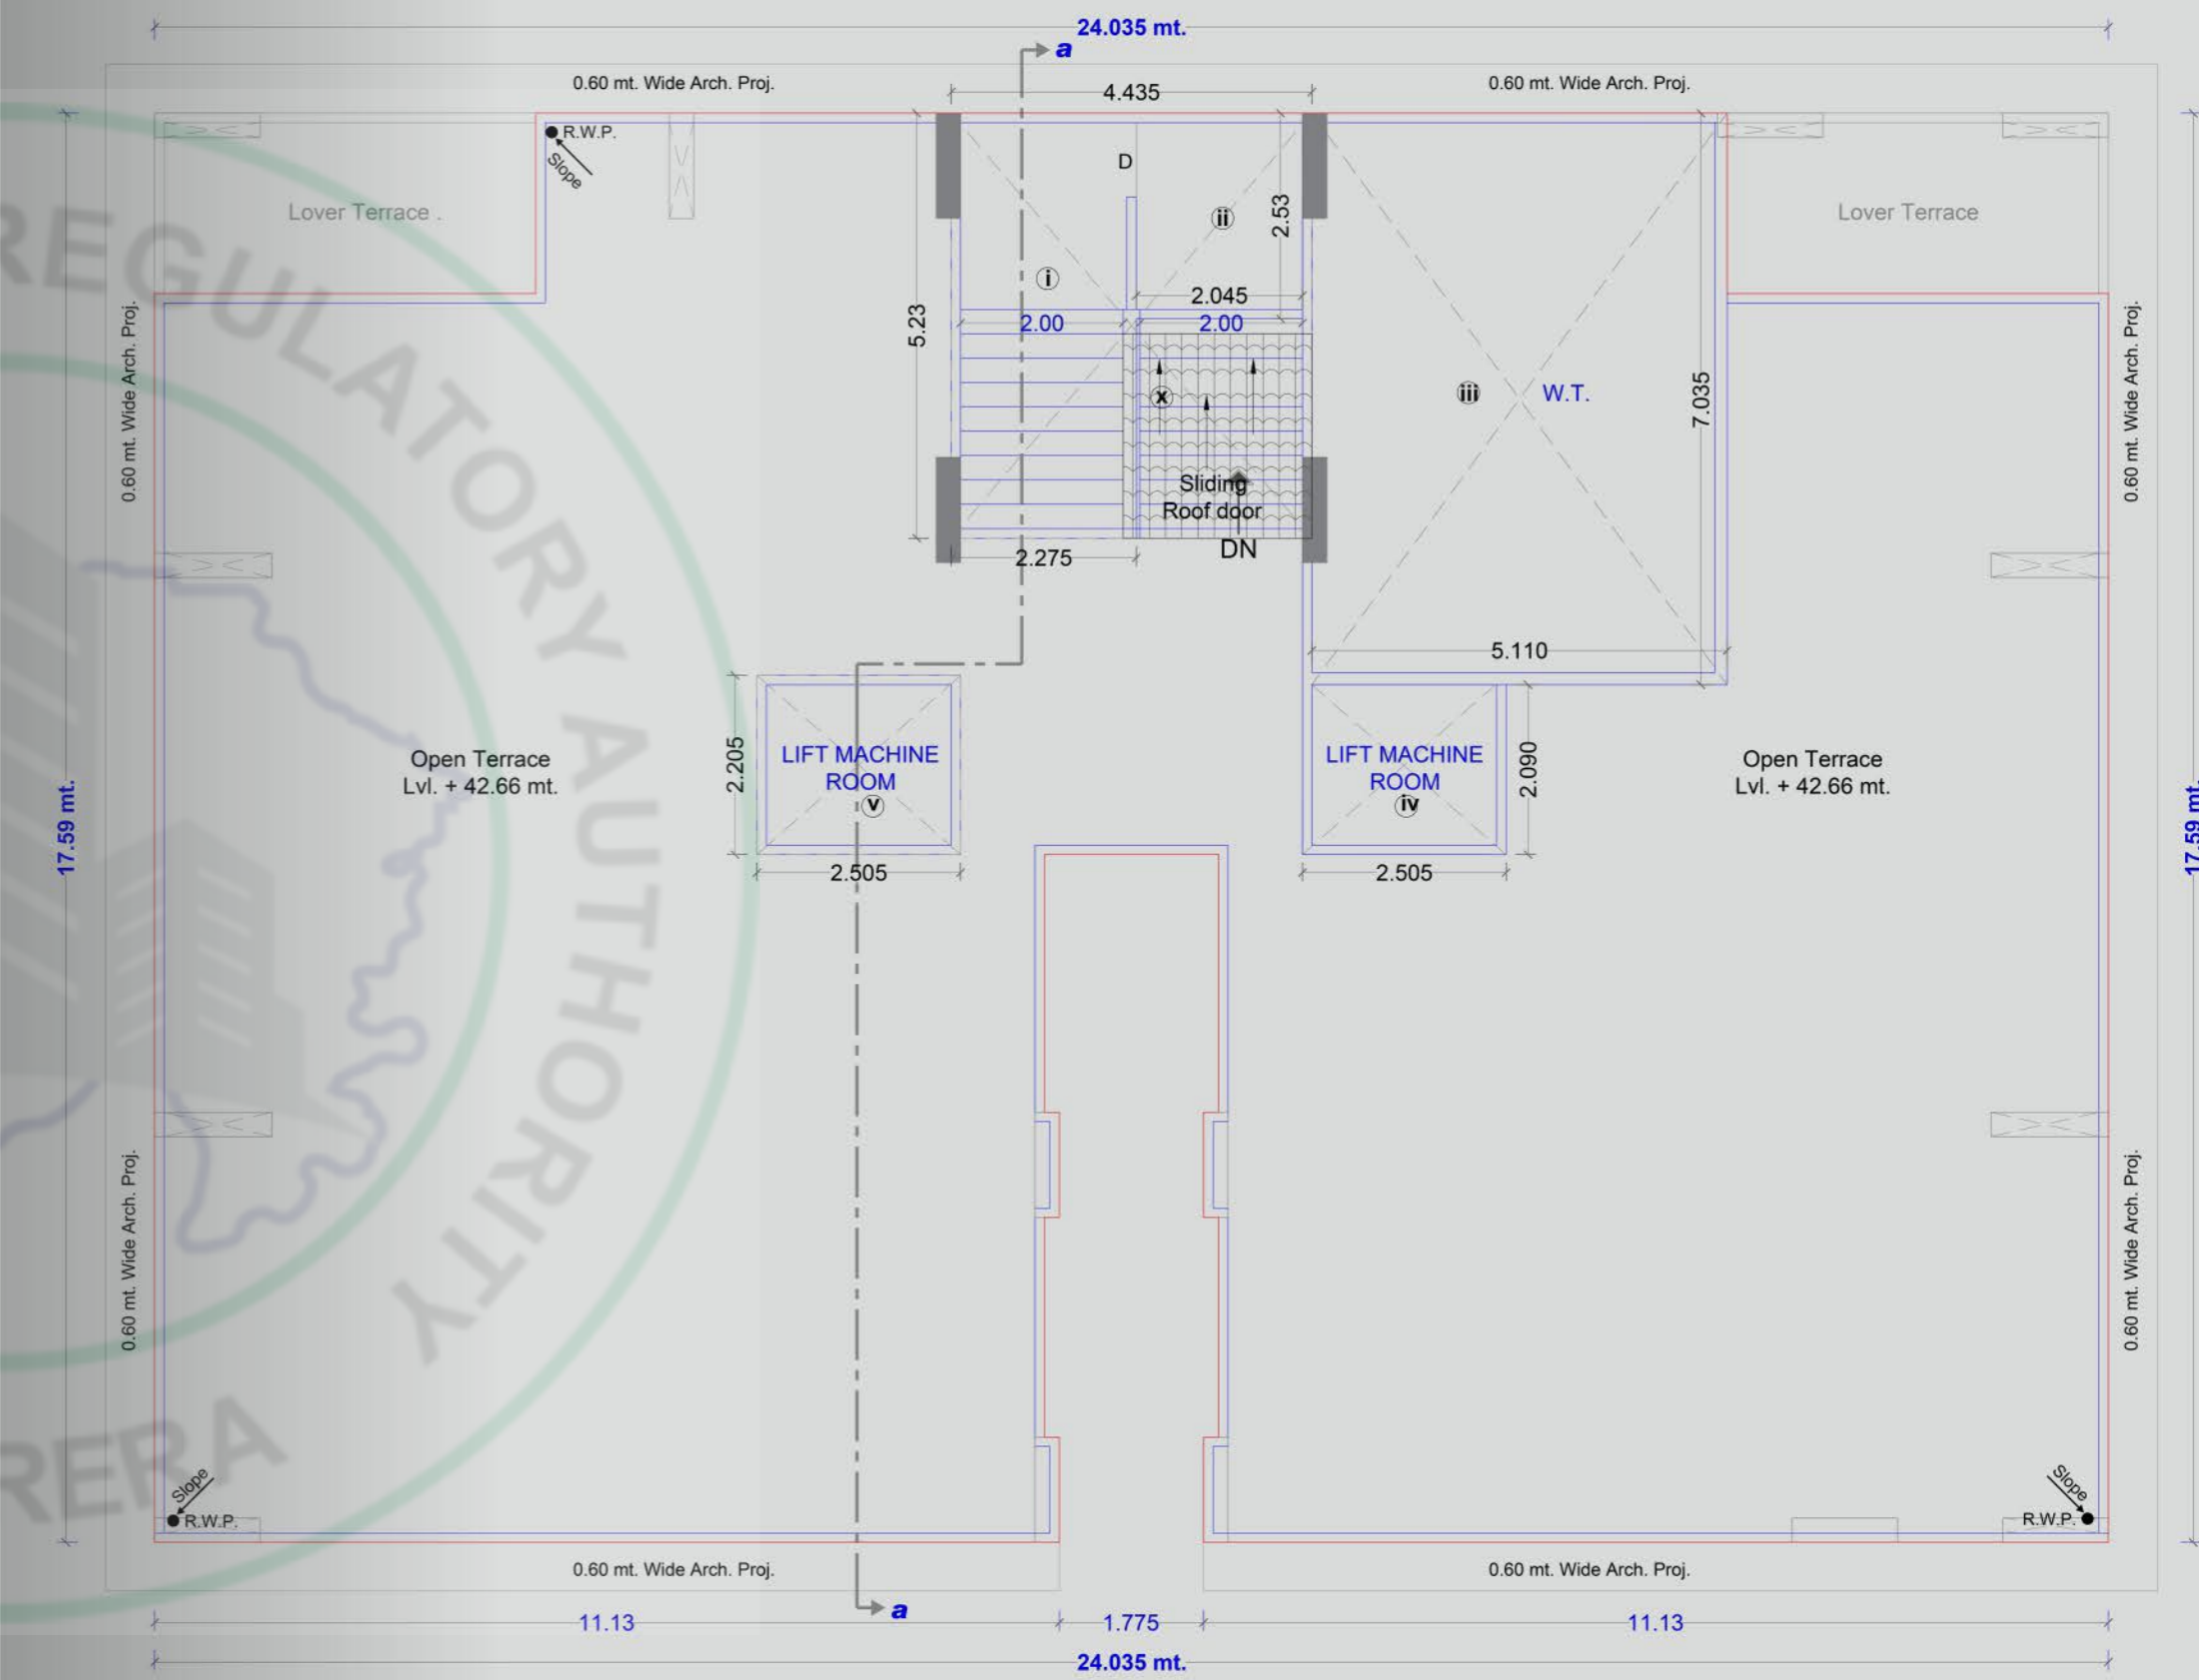 24.035 mt.
a
0.60 mt. Wide Arch. Proj.
4.435
0.60 mt. Wide Arch. Proj.
R.W.P.
Slope
D
Lover Terrace .
ii
2.53
Lover Terrace
i
2.045
5.23
2.00
2.00
0.60 mt. Wide Arch. Proj.
x
iii
W.T.
7.035
0.60 mt. Wide Arch. Proj.
Sliding
Roof door
DN
2.275
5.110
Open Terrace
Lvl. + 42.66 mt.
2.205
LIFT MACHINE
ROOM
v
LIFT MACHINE
ROOM
iv
2.090
Open Terrace
Lvl. + 42.66 mt.
17.59 mt.
17.59 mt.
2.505
2.505
0.60 mt. Wide Arch. Proj.
0.60 mt. Wide Arch. Proj.
Slope
R.W.P.
Slope
R.W.P.
0.60 mt. Wide Arch. Proj.
0.60 mt. Wide Arch. Proj.
a
11.13
1.775
11.13
24.035 mt.
REGULATORY AUTHORITY
RERA